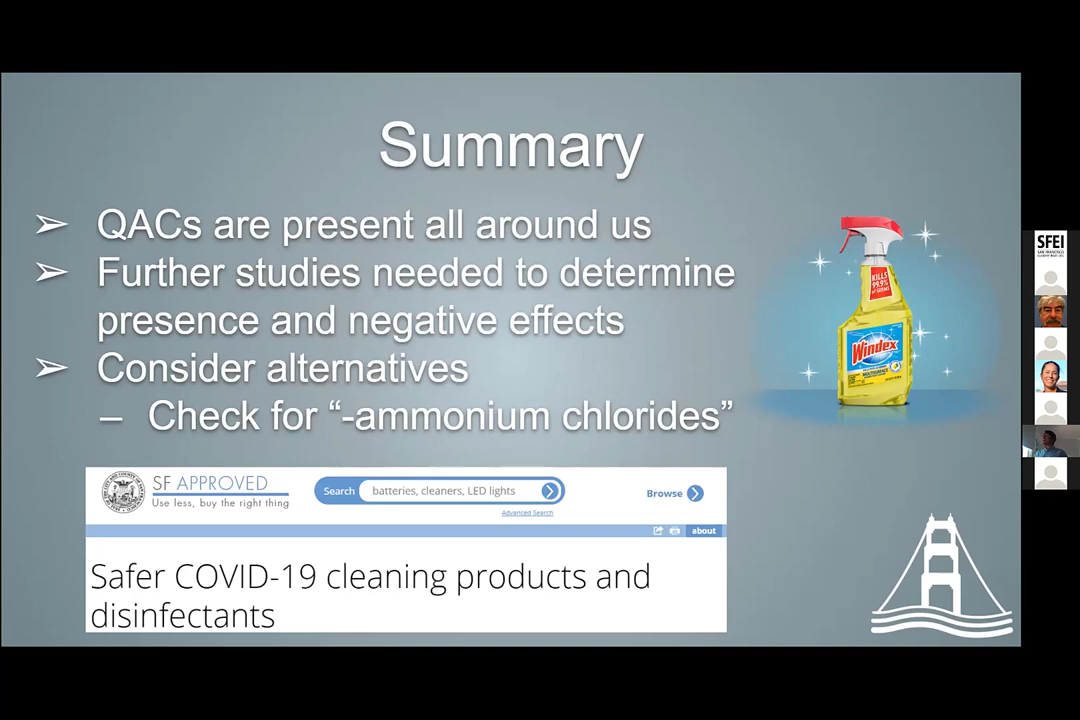 Summary
➢ QACs are present all around us
➢ Further studies needed to determine
presence and negative effects
➢ Consider alternatives
– Check for “-ammonium chlorides”
KILLS
99.9%
of GERMS
Windex
MULTISURFACE
SF APPROVED
Use less, buy the right thing
Search
batteries, cleaners, LED lights
Advanced Search
Browse
about
Safer COVID-19 cleaning products and
disinfectants
SFEI